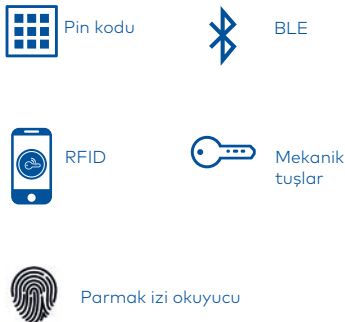 Pin kodu
BLE
RFID
Mekanik
tuşlar
Parmak izi okuyucu